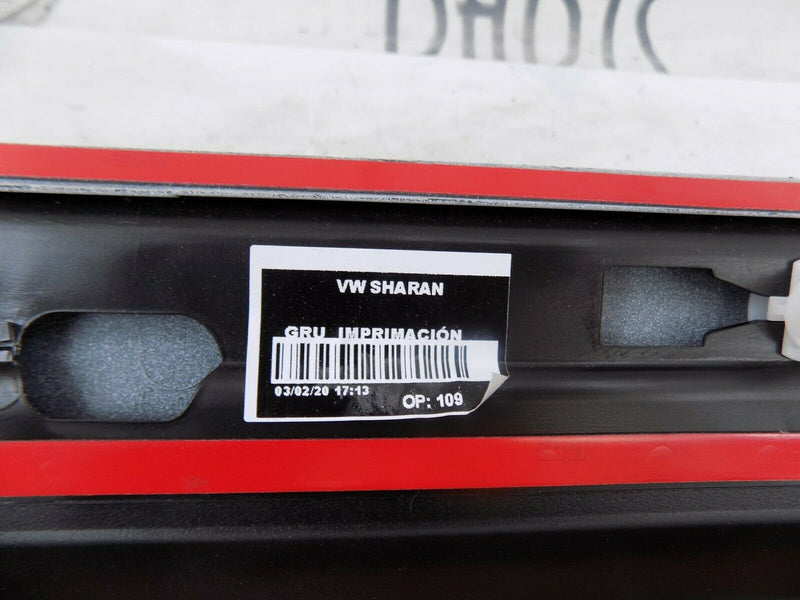 VW SHARAN
GRU IMPRIMACIÓN
03/02/20 17:13
OP: 109